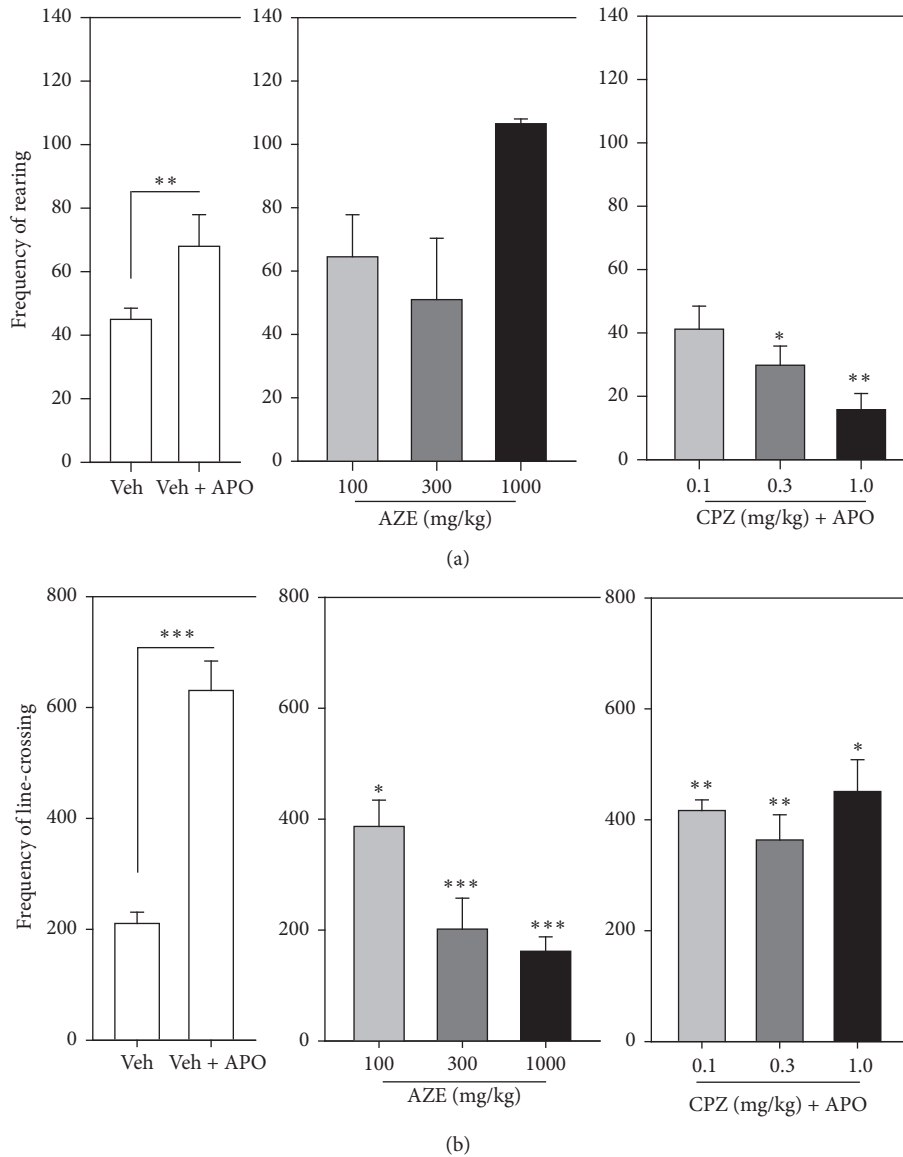 140 140 140
120 120 120
100 100 100
80 80 80
60 60 60
40 40 40
20 20 20
0 0 0
Frequency of rearing
**
*
**
Veh Veh + APO 100 300 1000 0.1 0.3 1.0
AZE (mg/kg) CPZ (mg/kg) + APO
(a)
800 800 800
600 600 600
400 400 400
200 200 200
0 0 0
Frequency of line-crossing
***
* *** ***
** ** *
Veh Veh + APO 100 300 1000 0.1 0.3 1.0
AZE (mg/kg) CPZ (mg/kg) + APO
(b)